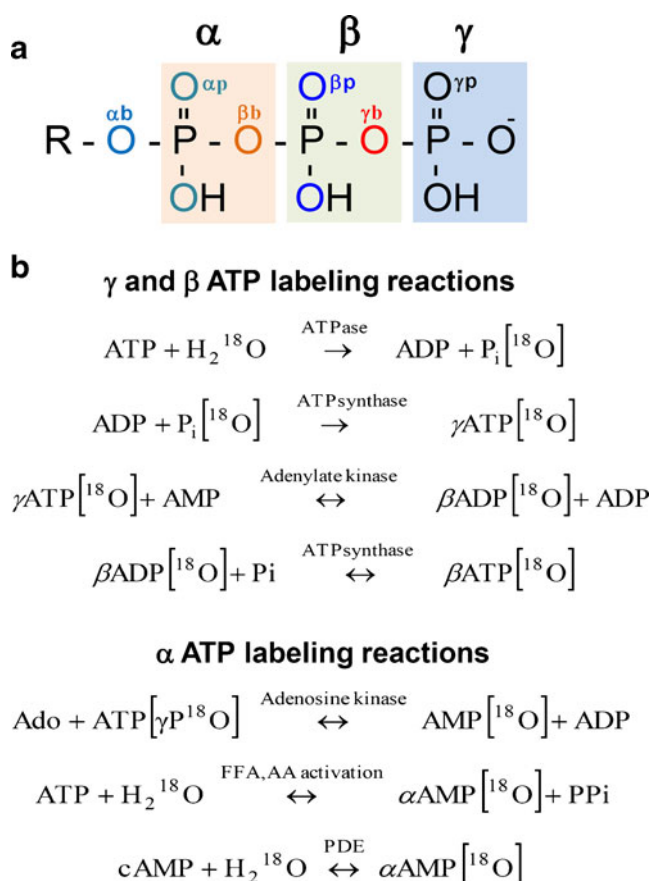 a
α β γ
Oαp Oβp Oγp
αb βb γb
R - O - P - O - P - O - P - O-
OH OH OH
b
γ and β ATP labeling reactions
ATPase
ATP + H₂ ¹⁸O → ADP + Pᵢ[¹⁸O]
ATPsynthase
ADP + Pᵢ[¹⁸O] → γATP[¹⁸O]
Adenylate kinase
γATP[¹⁸O] + AMP ↔ βADP[¹⁸O] + ADP
ATPsynthase
βADP[¹⁸O] + Pi ↔ βATP[¹⁸O]
α ATP labeling reactions
Adenosine kinase
Ado + ATP[γP¹⁸O] ↔ AMP[¹⁸O] + ADP
FFA, AA activation
ATP + H₂ ¹⁸O ↔ αAMP[¹⁸O] + PPi
PDE
cAMP + H₂ ¹⁸O ↔ αAMP[¹⁸O]